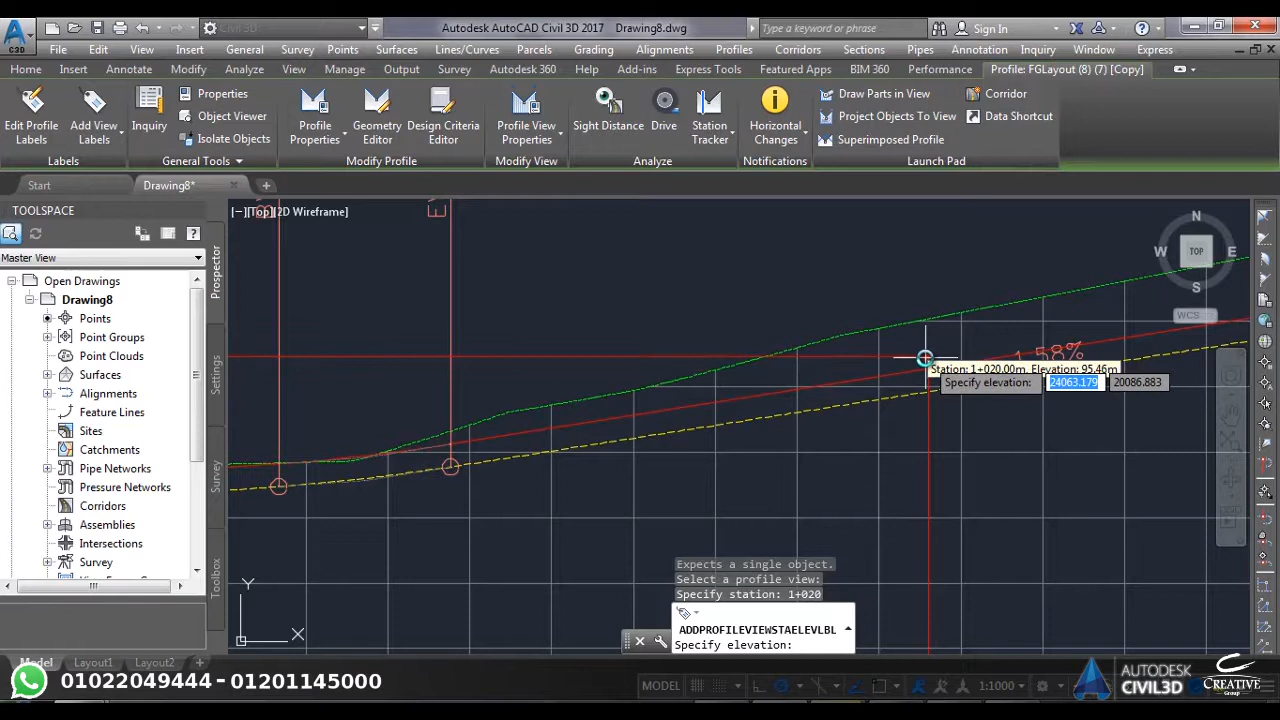 Civil 3D
Autodesk AutoCAD Civil 3D 2017 Drawing8.dwg
Type a keyword or phrase
Sign In
C3D
File Edit View Insert General Survey Points Surfaces Lines/Curves Parcels Grading Alignments Profiles Corridors Sections Pipes Annotation Inquiry Window Express
Home Insert Annotate Modify Analyze View Manage Output Survey Autodesk 360 Help Add-ins Express Tools Featured Apps BIM 360 Performance Profile: FGLayout (8) (7) [Copy]
Edit Profile Labels
Add View Labels
Labels
Inquiry
Properties
Object Viewer
Isolate Objects
General Tools
Profile Properties
Geometry Editor
Design Criteria Editor
Modify Profile
Profile View Properties
Modify View
Sight Distance
Drive
Station Tracker
Analyze
Horizontal Changes
Notifications
Draw Parts in View
Project Objects To View
Superimposed Profile
Corridor
Data Shortcut
Launch Pad
Start
Drawing8*
TOOLSPACE
Master View
Open Drawings
Drawing8
Points
Point Groups
Point Clouds
Surfaces
Alignments
Feature Lines
Sites
Catchments
Pipe Networks
Pressure Networks
Corridors
Assemblies
Intersections
Survey
Prospector
Settings
Survey
Toolbox
[−][Top][2D Wireframe]
N
W TOP E
S
WCS
1.58%
Station: 1+020.00m, Elevation: 95.46m
Specify elevation: 24063.179 20086.883
Y
X
Expects a single object.
Select a profile view:
Specify station: 1+020
ADDPROFILEVIEWSTAELEVLBL
Specify elevation:
Model Layout1 Layout2
01022049444 - 01201145000
MODEL
1:1000
AUTODESK
CIVIL3D
CREATIVE